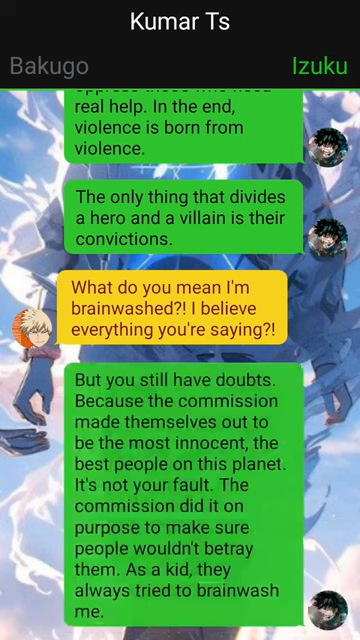 Kumar Ts
Bakugo
Izuku
real help. In the end,
violence is born from
violence.
The only thing that divides
a hero and a villain is their
convictions.
What do you mean I'm
brainwashed?! I believe
everything you're saying?!
But you still have doubts.
Because the commission
made themselves out to
be the most innocent, the
best people on this planet.
It's not your fault. The
commission did it on
purpose to make sure
people wouldn't betray
them. As a kid, they
always tried to brainwash
me.